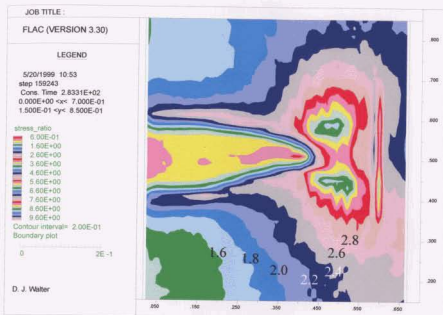 JOB TITLE :
FLAC (VERSION 3.30)
LEGEND
5/20/1999 10:53
step 159243
Cons. Time 2.8331E+02
0.000E+00 <x< 7.000E-01
1.500E-01 <y< 8.500E-01
stress_ratio
6.00E-01
1.60E+00
2.60E+00
3.60E+00
4.60E+00
5.60E+00
6.60E+00
7.60E+00
8.60E+00
9.60E+00
Contour interval= 2.00E-01
Boundary plot
0 2E -1
D. J. Walter
1.6
1.8
2.0
2.2
2.4
2.6
2.8
.800
.700
.600
.500
.400
.300
.200
.050 .150 .250 .350 .450 .550 .650